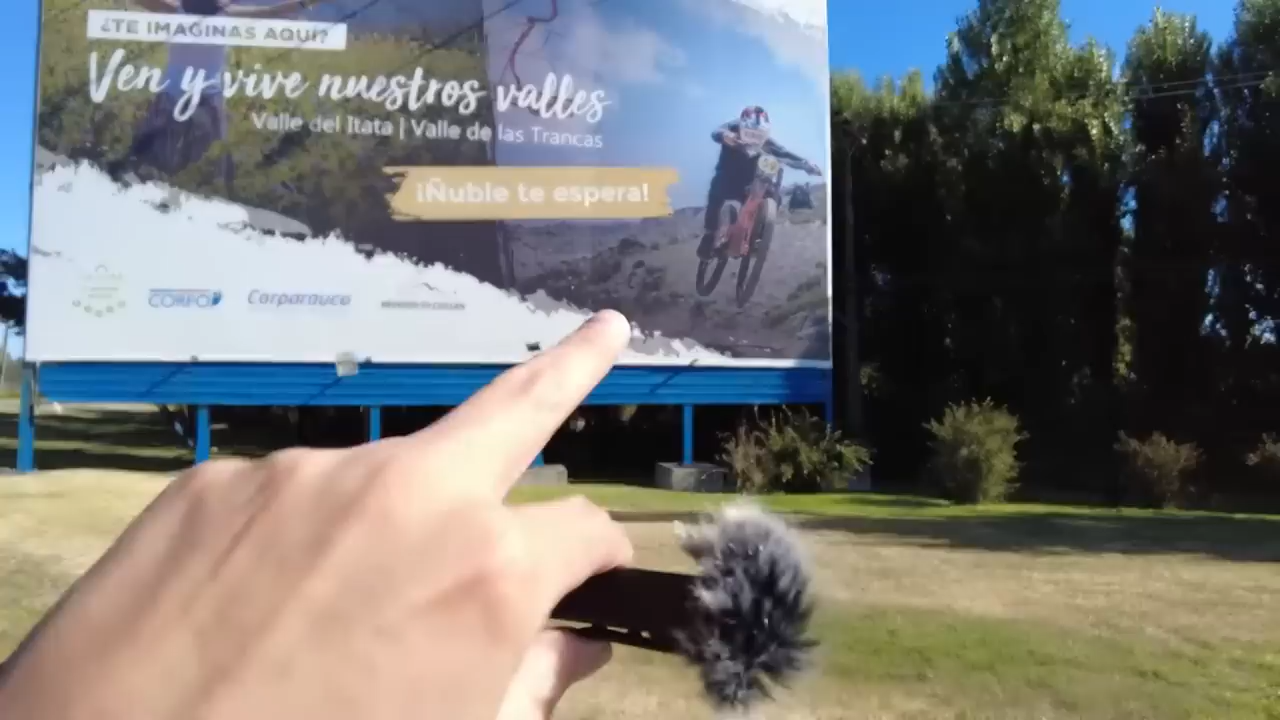 ¿TE IMAGINAS AQUÍ?
Ven y vive nuestros valles
Valle del Itata | Valle de las Trancas
¡Ñuble te espera!
CORFO
Corparauco